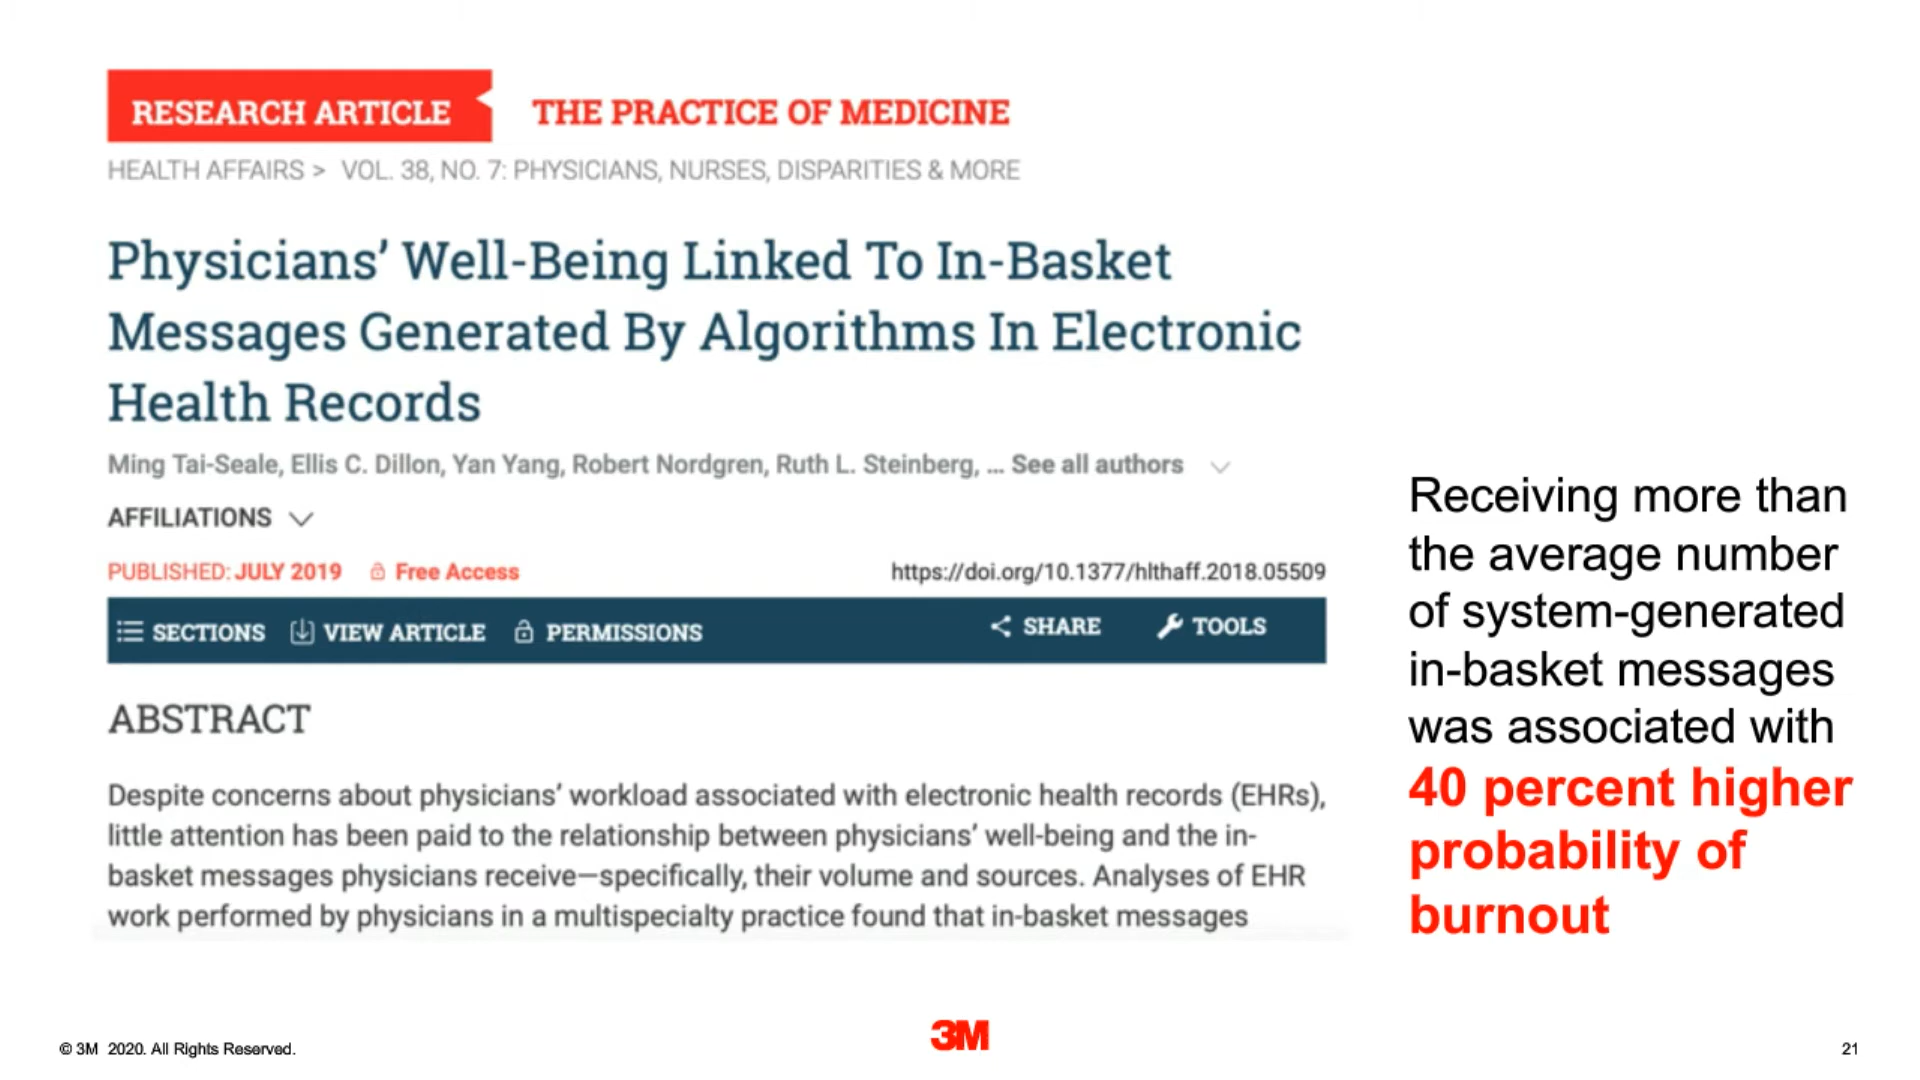 RESEARCH ARTICLE THE PRACTICE OF MEDICINE
HEALTH AFFAIRS > VOL. 38, NO. 7: PHYSICIANS, NURSES, DISPARITIES & MORE
Physicians’ Well-Being Linked To In-Basket
Messages Generated By Algorithms In Electronic
Health Records
Ming Tai-Seale, Ellis C. Dillon, Yan Yang, Robert Nordgren, Ruth L. Steinberg, ... See all authors
AFFILIATIONS
PUBLISHED: JULY 2019 Free Access https://doi.org/10.1377/hlthaff.2018.05509
SECTIONS VIEW ARTICLE PERMISSIONS SHARE TOOLS
ABSTRACT
Despite concerns about physicians’ workload associated with electronic health records (EHRs),
little attention has been paid to the relationship between physicians’ well-being and the in-
basket messages physicians receive—specifically, their volume and sources. Analyses of EHR
work performed by physicians in a multispecialty practice found that in-basket messages
Receiving more than
the average number
of system-generated
in-basket messages
was associated with
40 percent higher
probability of
burnout
© 3M 2020. All Rights Reserved.
3M
21